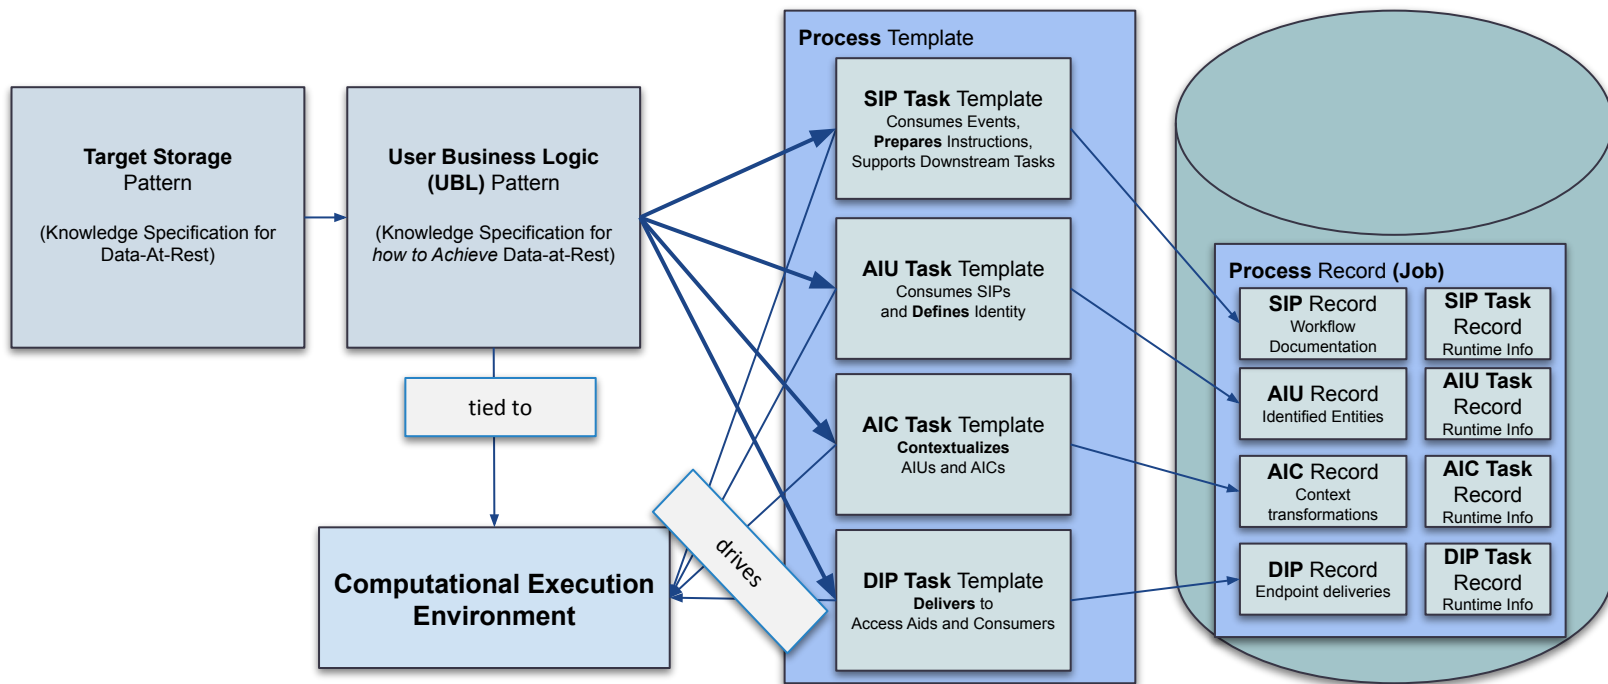 Target Storage
Pattern
(Knowledge Specification for
Data-At-Rest)
User Business Logic
(UBL) Pattern
(Knowledge Specification for
how to Achieve Data-at-Rest)
tied to
Computational Execution
Environment
drives
Process Template
SIP Task Template
Consumes Events,
Prepares Instructions,
Supports Downstream Tasks
AIU Task Template
Consumes SIPs
and Defines Identity
AIC Task Template
Contextualizes
AIUs and AICs
DIP Task Template
Delivers to
Access Aids and Consumers
Process Record (Job)
SIP Record
Workflow
Documentation
SIP Task
Record
Runtime Info
AIU Record
Identified Entities
AIU Task
Record
Runtime Info
AIC Record
Context
transformations
AIC Task
Record
Runtime Info
DIP Record
Endpoint deliveries
DIP Task
Record
Runtime Info